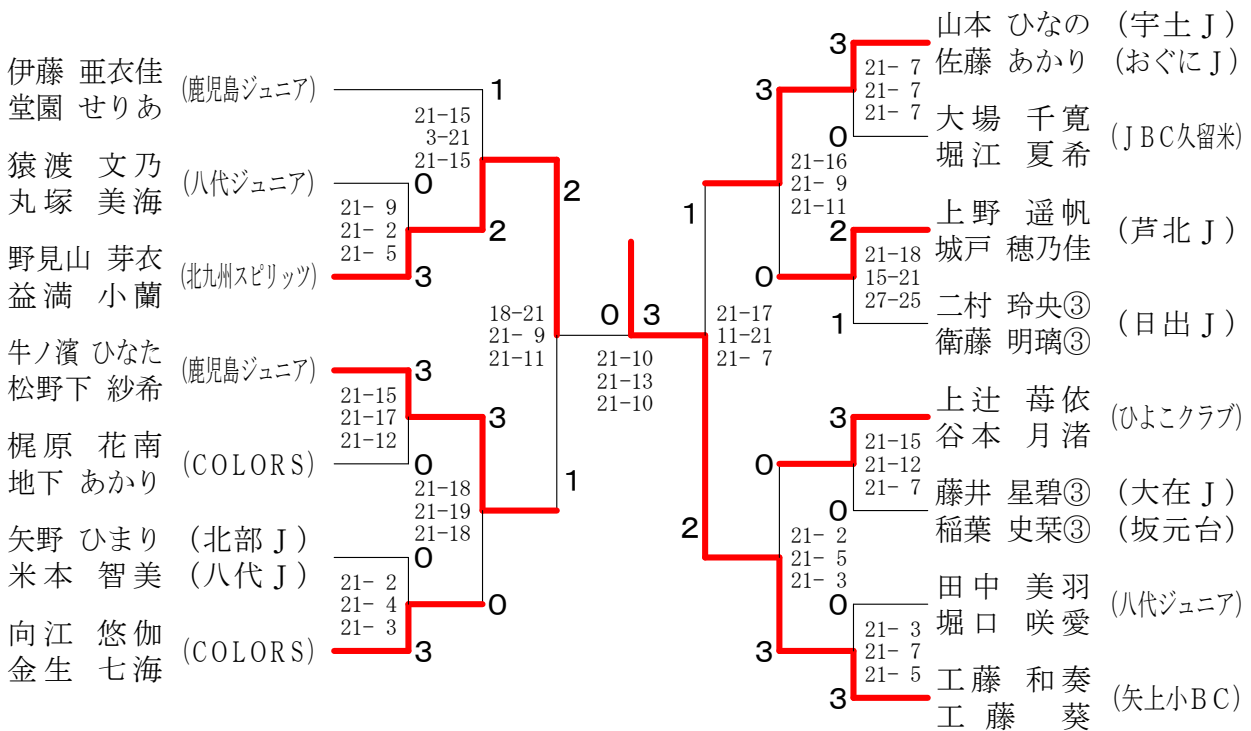 伊藤 亜衣佳
堂園 せりあ
(鹿児島ジュニア)
1
21-15
3-21
21-15
猿渡 文乃
丸塚 美海
(八代ジュニア)
0
21- 9
21- 2
21- 5
2
2
野見山 芽衣
益満 小蘭
(北九州スピリッツ)
3
18-21
21- 9
21-11
牛ノ濱 ひなた
松野下 紗希
(鹿児島ジュニア)
3
21-15
21-17
21-12
3
梶原 花南
地下 あかり
(COLORS)
0
21-18
21-19
21-18
1
矢野 ひまり (北部J)
米本 智美 (八代J)
0
21- 2
21- 4
21- 3
0
向江 悠伽
金生 七海
(COLORS)
3
0 3
21-10
21-13
21-10
山本 ひなの (宇土J)
佐藤 あかり (おぐにJ)
3
21- 7
21- 7
21- 7
3
大場 千寛
堀江 夏希
(JBC久留米)
0
21-16
21- 9
21-11
1
上野 遥帆
城戸 穂乃佳
(芦北J)
2
21-18
15-21
27-25
0
二村 玲央③
衛藤 明璃③
(日出J)
1
21-17
11-21
21- 7
上辻 苺依
谷本 月渚
(ひよこクラブ)
3
21-15
21-12
21- 7
0
藤井 星碧③ (大在J)
稲葉 史栞③ (坂元台)
0
2
21- 2
21- 5
21- 3
田中 美羽
堀口 咲愛
(八代ジュニア)
0
21- 3
21- 7
21- 5
3
工藤 和奏
工藤 葵
(矢上小BC)
3